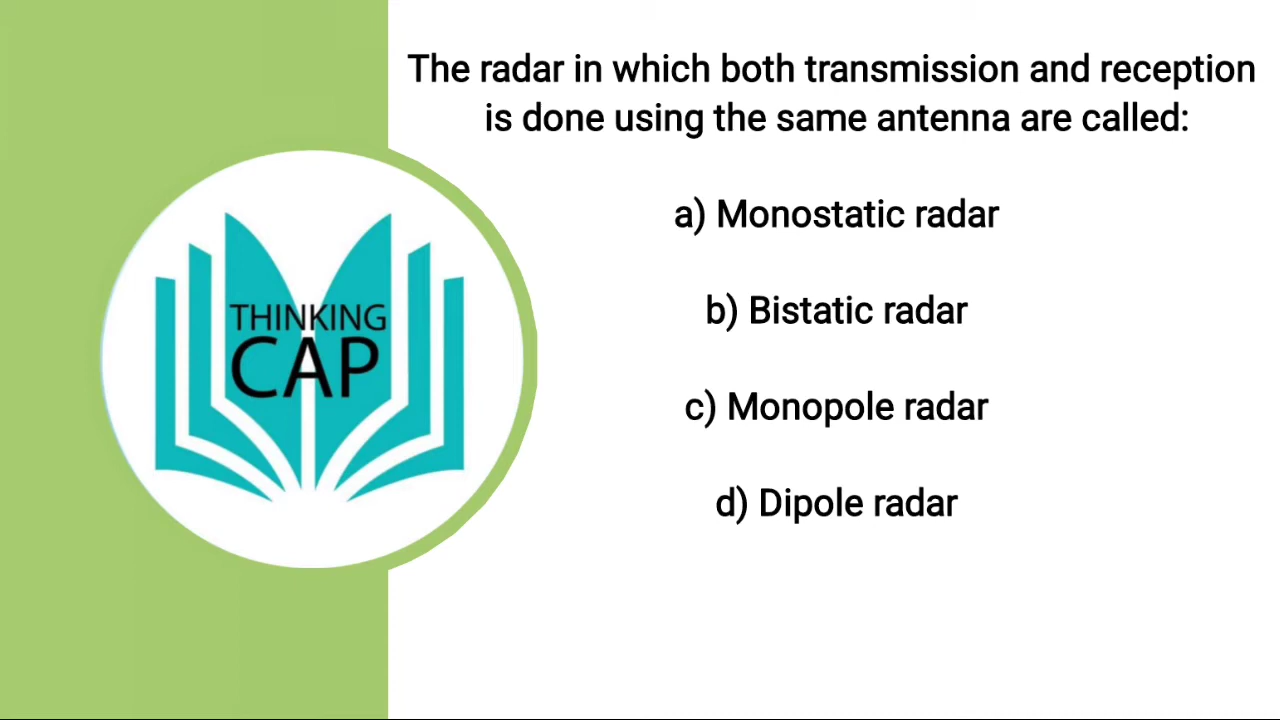 The radar in which both transmission and reception
is done using the same antenna are called:
a) Monostatic radar
b) Bistatic radar
c) Monopole radar
d) Dipole radar
THINKING
CAP